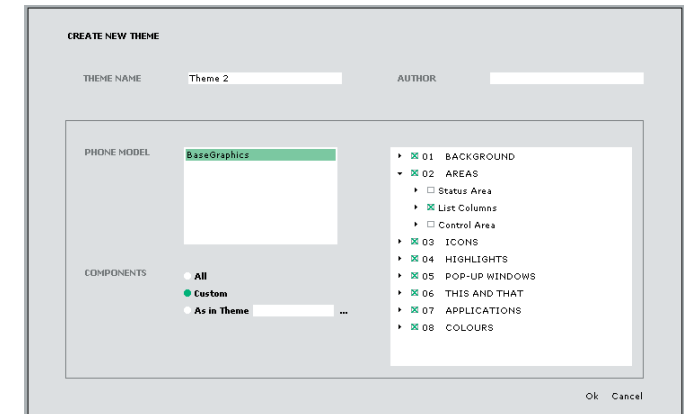 CREATE NEW THEME
THEME NAME Theme 2 AUTHOR
PHONE MODEL BaseGraphics
01 BACKGROUND
02 AREAS
Status Area
List Columns
Control Area
03 ICONS
04 HIGHLIGHTS
05 POP-UP WINDOWS
06 THIS AND THAT
07 APPLICATIONS
08 COLOURS
COMPONENTS All
Custom
As in Theme ...
Ok Cancel